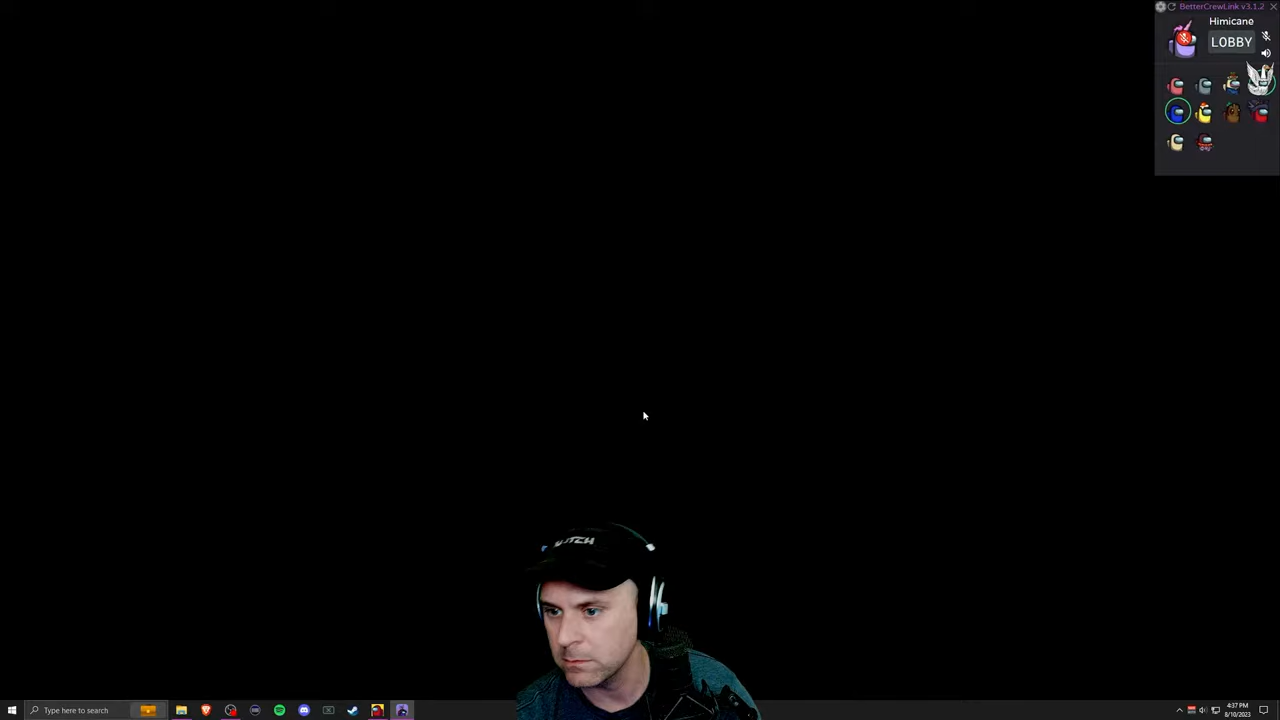 BetterCrewLink v3.1.2
Himicane
LOBBY
Type here to search
4:37 PM
8/10/2023